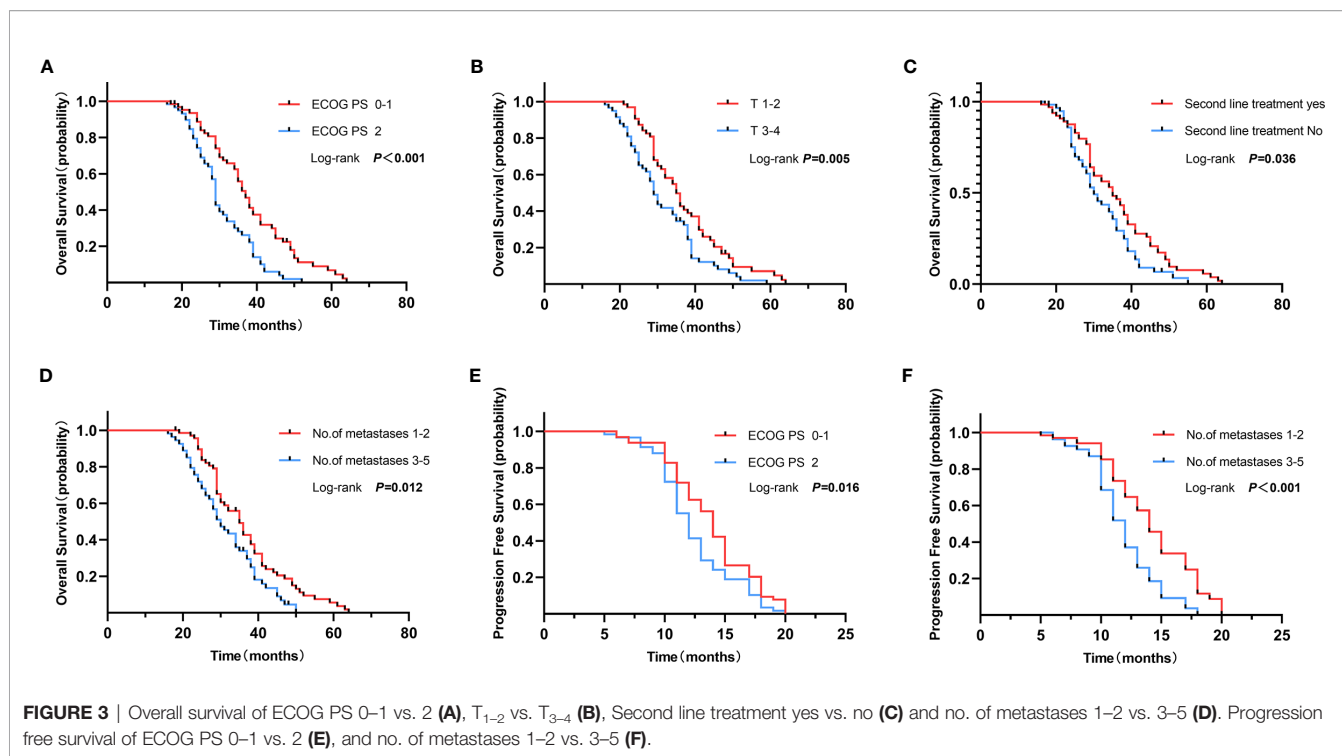 A
Overall Survival（probability）
1.0
0.8
0.6
0.4
0.2
0
20
40
60
80
Time（months）
ECOG PS 0-1
ECOG PS 2
Log-rank P＜0.001
B
Overall Survival（probability）
1.0
0.8
0.6
0.4
0.2
0
20
40
60
80
Time（months）
T 1-2
T 3-4
Log-rank P=0.005
C
Overall Survival（probability）
1.0
0.5
0.0
0
20
40
60
80
Time（months）
Second line treatment yes
Second line treatment No
Log-rank P=0.036
D
Overall Survival（probability）
1.0
0.8
0.6
0.4
0.2
0
20
40
60
80
Time（months）
No.of metastases 1-2
No.of metastases 3-5
Log-rank P=0.012
E
Progression Free Survival (probability)
1.0
0.8
0.6
0.4
0.2
0
5
10
15
20
25
Time（months）
ECOG PS 0-1
ECOG PS 2
Log-rank P=0.016
F
Progression Free Survival (probability)
1.0
0.8
0.6
0.4
0.2
0
5
10
15
20
25
Time（months）
No.of metastases 1-2
No.of metastases 3-5
Log-rank P＜0.001
FIGURE 3 | Overall survival of ECOG PS 0–1 vs. 2 (A), T1–2 vs. T3–4 (B), Second line treatment yes vs. no (C) and no. of metastases 1–2 vs. 3–5 (D). Progression
free survival of ECOG PS 0–1 vs. 2 (E), and no. of metastases 1–2 vs. 3–5 (F).